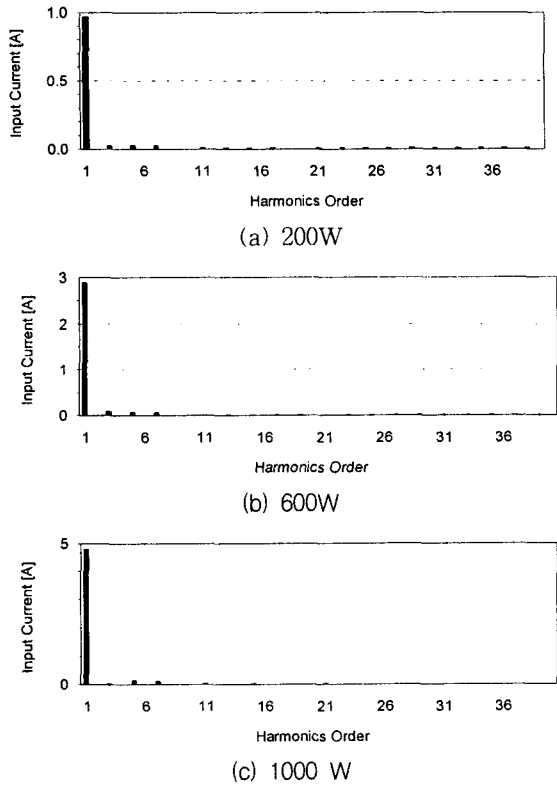 1.0
0.5
0.0
Input Current [A]
1 6 11 16 21 26 31 36
Harmonics Order
(a) 200W
3
2
1
0
Input Current [A]
1 6 11 16 21 26 31 36
Harmonics Order
(b) 600W
5
0
Input Current [A]
1 6 11 16 21 26 31 36
Harmonics Order
(c) 1000 W